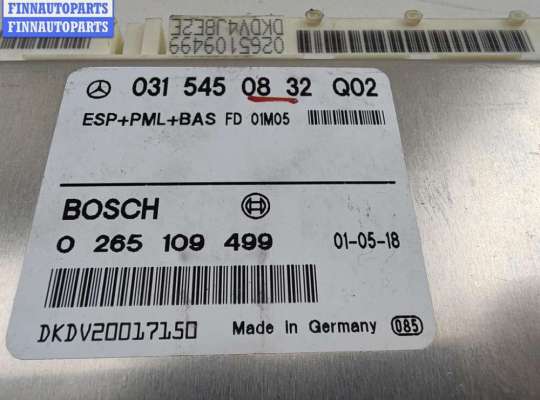 FINNAUTOPARTS
FINNAUTOPARTS
0265109499
DKDV4J8E2E
031 545 08 32 Q02
ESP+PML+BAS FD 01M05
BOSCH
0 265 109 499
01-05-18
DKDV20017150
Made in Germany
085